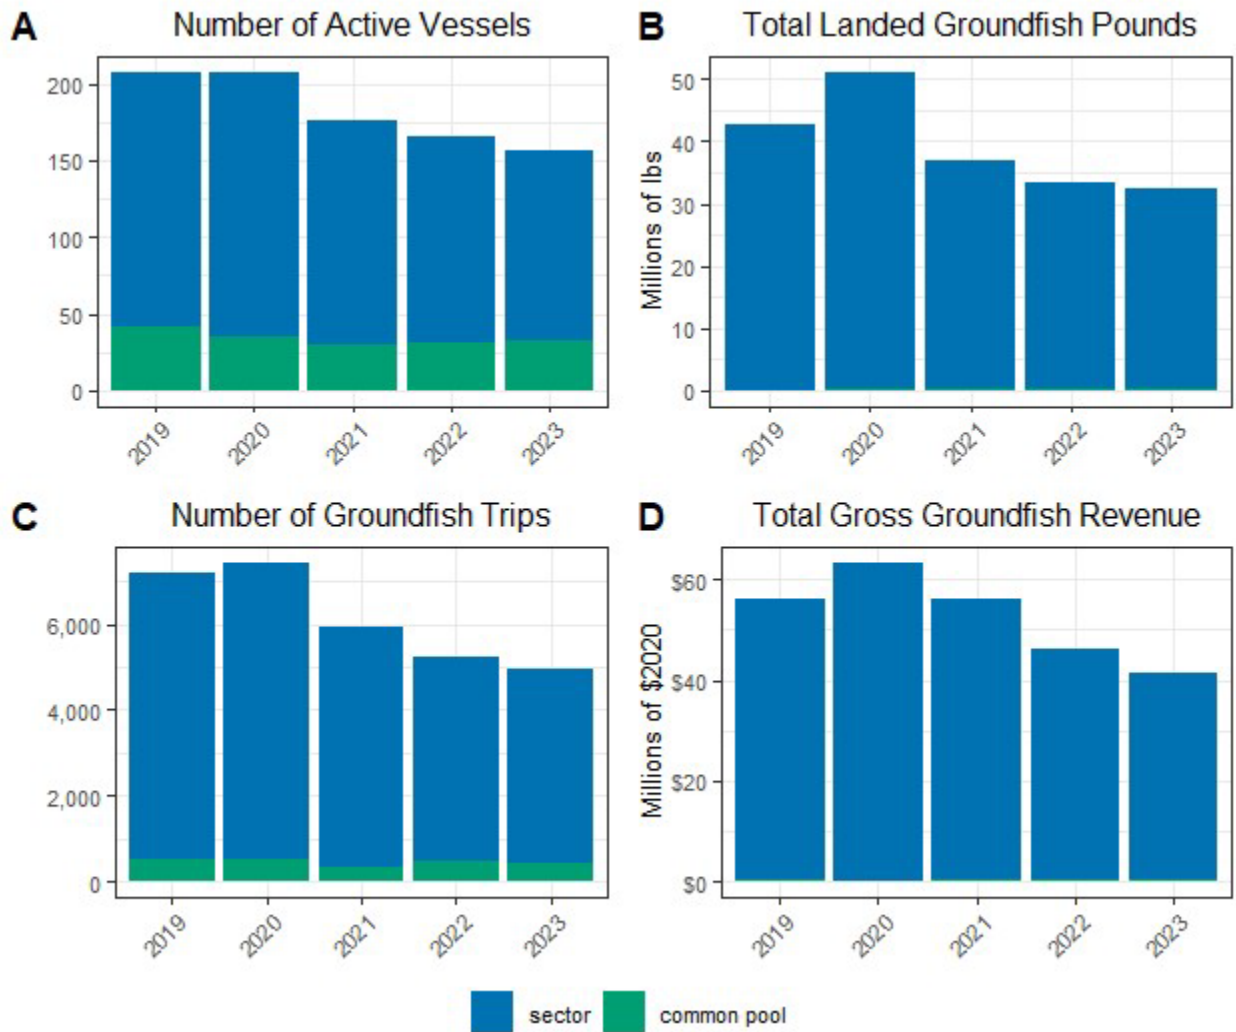 A Number of Active Vessels
200
150
100
50
0
2019 2020 2021 2022 2023
B Total Landed Groundfish Pounds
Millions of lbs
50
40
30
20
10
0
2019 2020 2021 2022 2023
C Number of Groundfish Trips
6,000
4,000
2,000
0
2019 2020 2021 2022 2023
D Total Gross Groundfish Revenue
Millions of $2020
$60
$40
$20
$0
2019 2020 2021 2022 2023
sector common pool